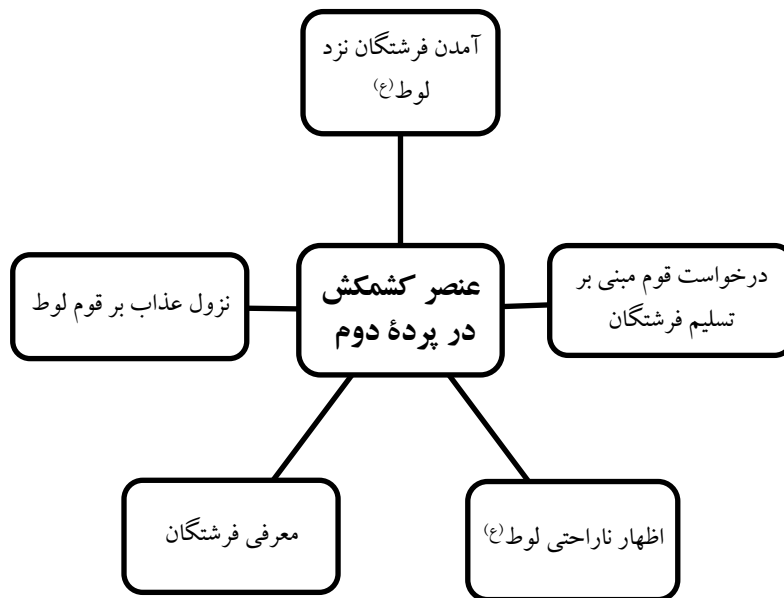 آمدن فرشتگان نزد
لوط(ع)
درخواست قوم مبنی بر
تسلیم فرشتگان
عنصر کشمکش
در پردۀ دوم
نزول عذاب بر قوم لوط
اظهار ناراحتی لوط(ع)
معرفی فرشتگان